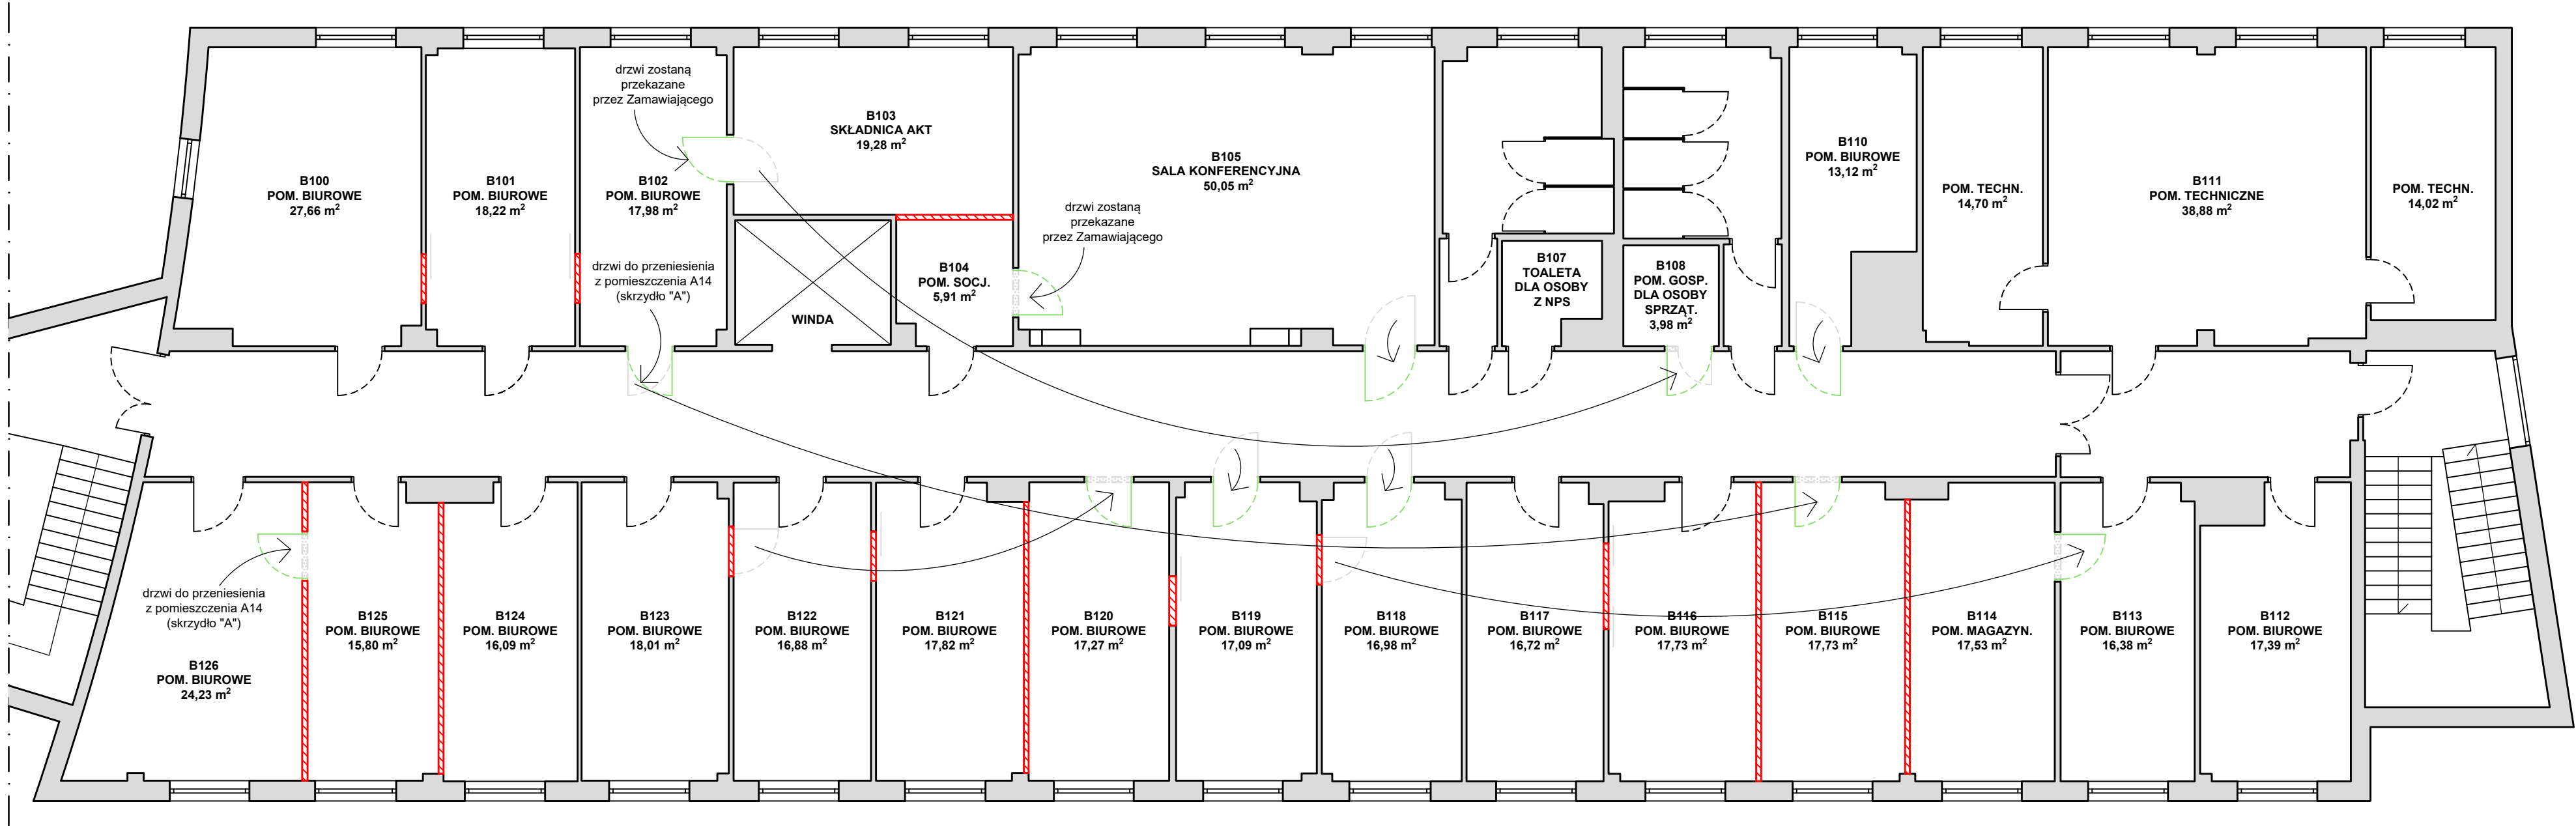 drzwi zostaną
przekazane
przez Zamawiającego
B103
SKŁADNICA AKT
19,28 m²
B105
SALA KONFERENCYJNA
50,05 m²
B110
POM. BIUROWE
13,12 m²
B100
POM. BIUROWE
27,66 m²
B101
POM. BIUROWE
18,22 m²
B102
POM. BIUROWE
17,98 m²
POM. TECHN.
14,70 m²
B111
POM. TECHNICZNE
38,88 m²
POM. TECHN.
14,02 m²
drzwi zostaną
przekazane
przez Zamawiającego
drzwi do przeniesienia
z pomieszczenia A14
(skrzydło "A")
WINDA
B104
POM. SOCJ.
5,91 m²
B107
TOALETA
DLA OSOBY
Z NPS
B108
POM. GOSP.
DLA OSOBY
SPRZĄT.
3,98 m²
drzwi do przeniesienia
z pomieszczenia A14
(skrzydło "A")
B126
POM. BIUROWE
24,23 m²
B125
POM. BIUROWE
15,80 m²
B124
POM. BIUROWE
16,09 m²
B123
POM. BIUROWE
18,01 m²
B122
POM. BIUROWE
16,88 m²
B121
POM. BIUROWE
17,82 m²
B120
POM. BIUROWE
17,27 m²
B119
POM. BIUROWE
17,09 m²
B118
POM. BIUROWE
16,98 m²
B117
POM. BIUROWE
16,72 m²
B116
POM. BIUROWE
17,73 m²
B115
POM. BIUROWE
17,73 m²
B114
POM. MAGAZYN.
17,53 m²
B113
POM. BIUROWE
16,38 m²
B112
POM. BIUROWE
17,39 m²